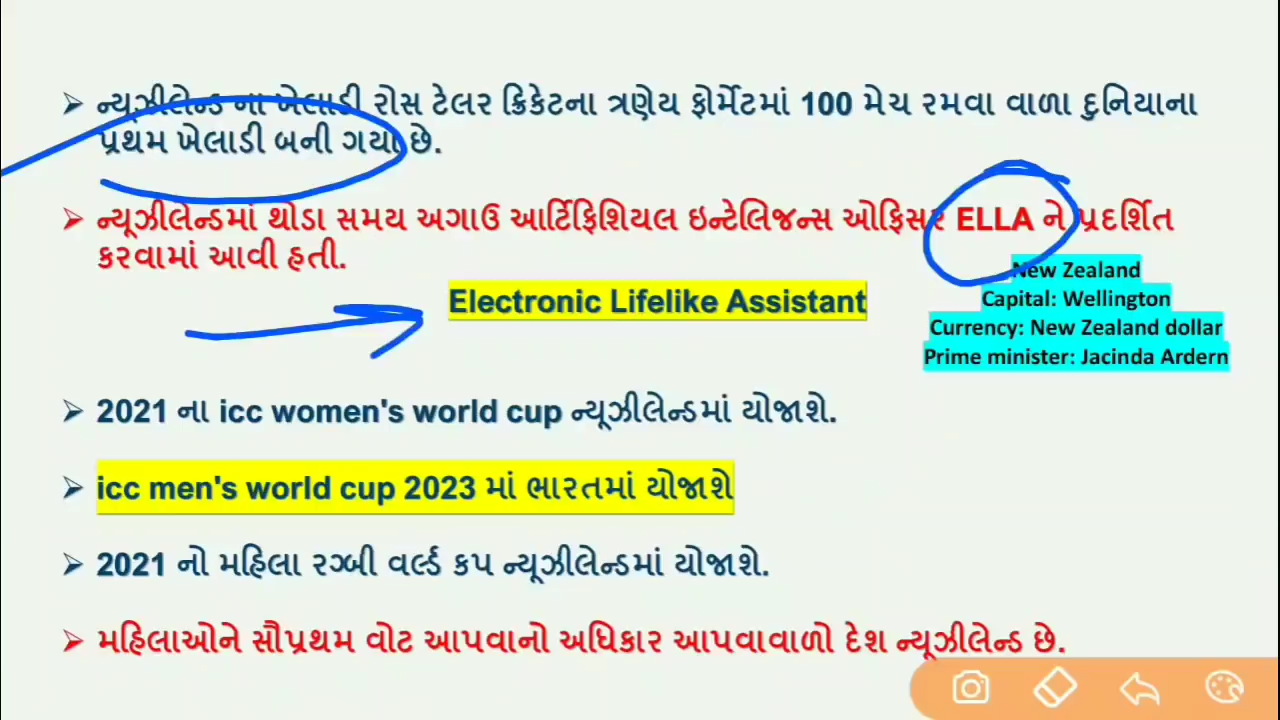 ન્યૂઝીલેન્ડ ના ખેલાડી રોસ ટેલર ક્રિકેટના ત્રણેય ફોર્મેટમાં 100 મેચ રમવા વાળા દુનિયાના
પ્રથમ ખેલાડી બની ગયા છે.
ન્યૂઝીલેન્ડમાં થોડા સમય અગાઉ આર્ટિફિશિયલ ઇન્ટેલિજન્સ ઓફિસર ELLA ને પ્રદર્શિત
કરવામાં આવી હતી.
Electronic Lifelike Assistant
New Zealand
Capital: Wellington
Currency: New Zealand dollar
Prime minister: Jacinda Ardern
2021 ના icc women's world cup ન્યૂઝીલેન્ડમાં યોજાશે.
icc men's world cup 2023 માં ભારતમાં યોજાશે
2021 નો મહિલા રગ્બી વર્લ્ડ કપ ન્યૂઝીલેન્ડમાં યોજાશે.
મહિલાઓને સૌપ્રથમ વોટ આપવાનો અધિકાર આપવાવાળો દેશ ન્યૂઝીલેન્ડ છે.